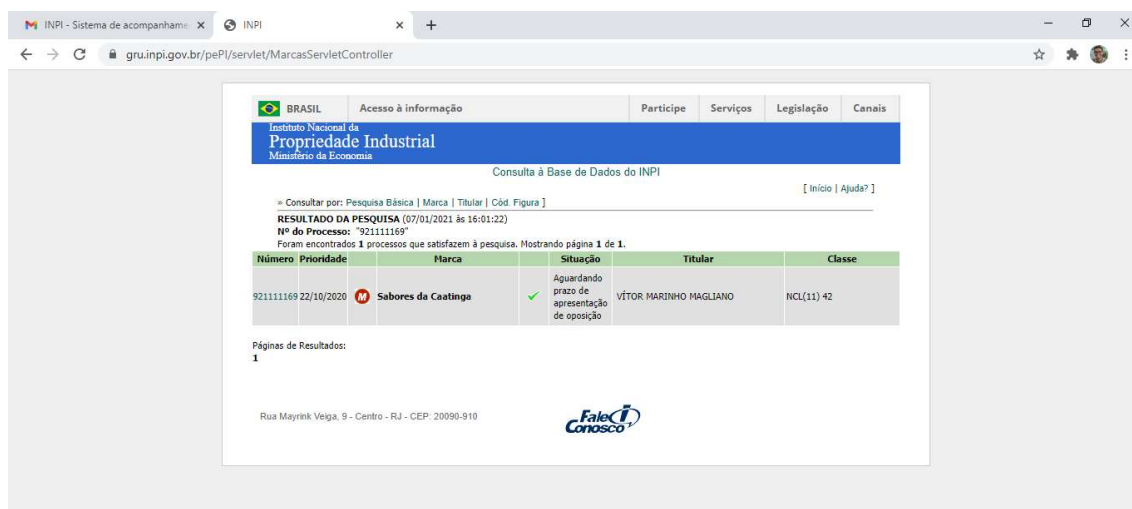 INPI - Sistema de acompanhame
INPI
gru.inpi.gov.br/pePI/servlet/MarcasServletController
BRASIL Acesso à informação Participe Serviços Legislação Canais
Instituto Nacional da
Propriedade Industrial
Ministério da Economia
Consulta à Base de Dados do INPI
[ Início | Ajuda? ]
» Consultar por: Pesquisa Básica | Marca | Titular | Cód. Figura ]
RESULTADO DA PESQUISA (07/01/2021 às 16:01:22)
Nº do Processo: "921111169"
Foram encontrados 1 processos que satisfazem à pesquisa. Mostrando página 1 de 1.
Número Prioridade Marca Situação Titular Classe
921111169 22/10/2020 M Sabores da Caatinga Aguardando prazo de apresentação de oposição VÍTOR MARINHO MAGLIANO NCL(11) 42
Páginas de Resultados:
1
Rua Mayrink Veiga, 9 - Centro - RJ - CEP: 20090-910
Fale
Conosco